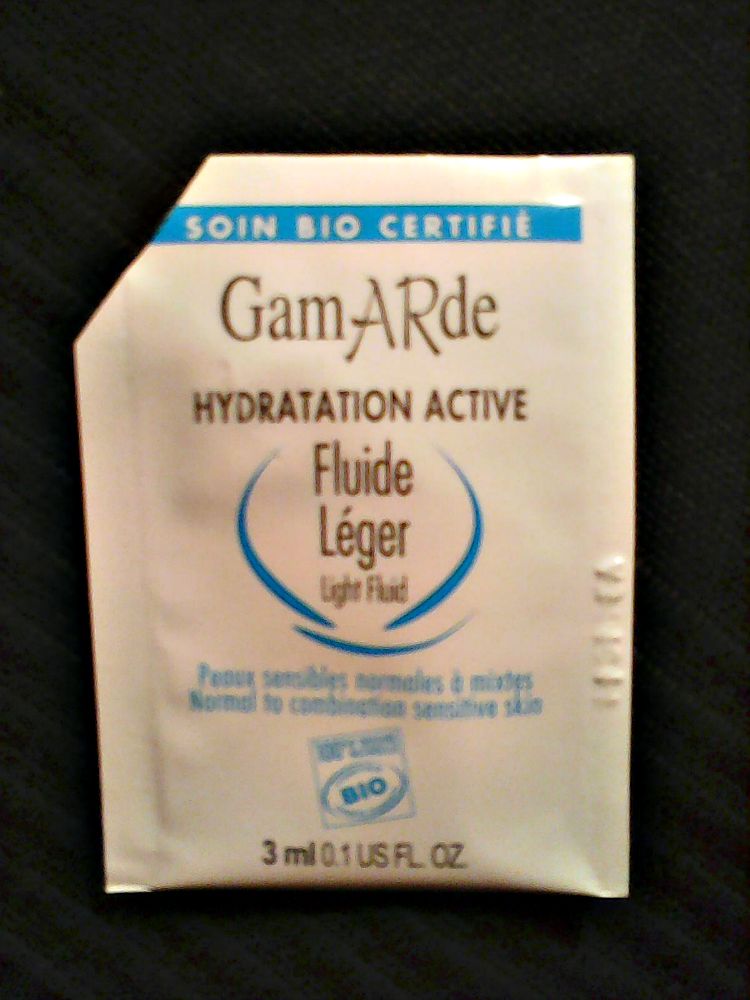 SOIN BIO CERTIFIÉ
GamARde
HYDRATATION ACTIVE
Fluide
Léger
Light Fluid
Peaux sensibles normales à mixtes
Normal to combination sensitive skin
BIO
3 ml 0.1 US FL. OZ